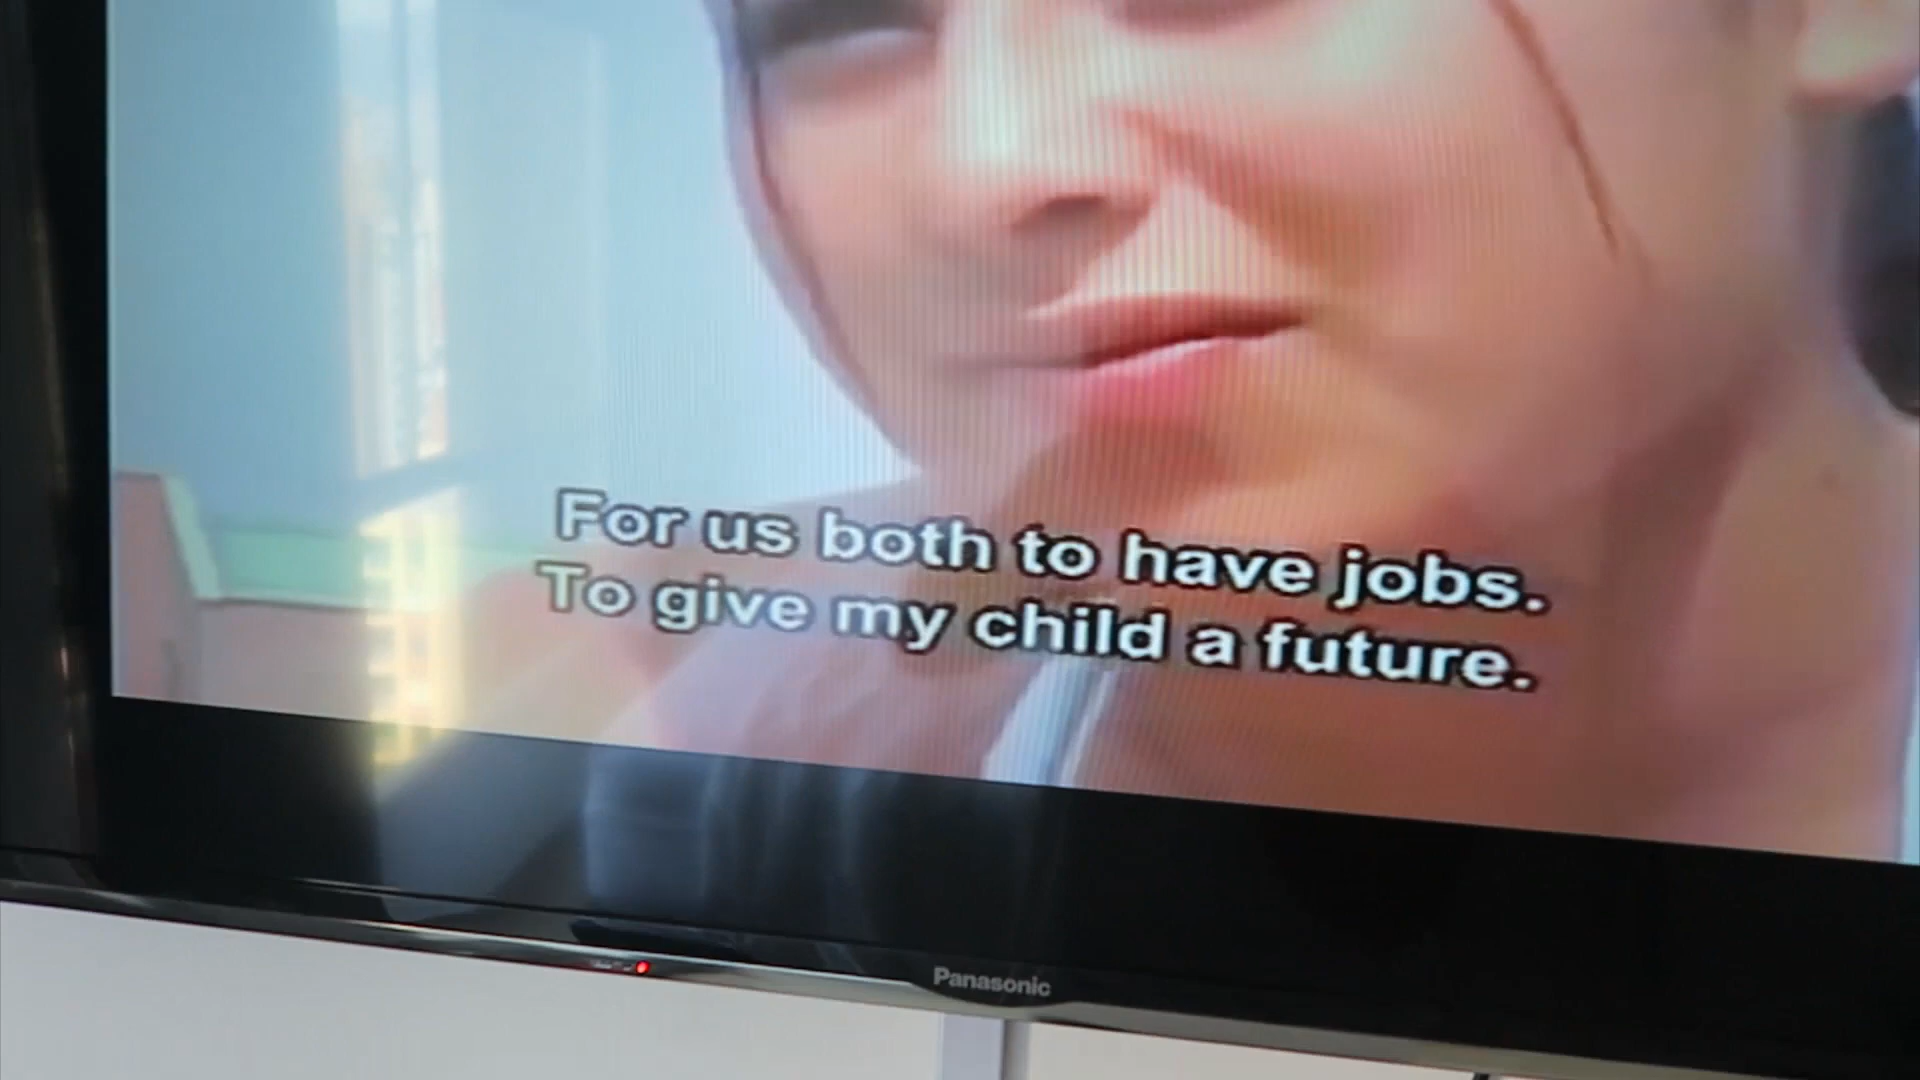 For us both to have jobs.
To give my child a future.
Panasonic